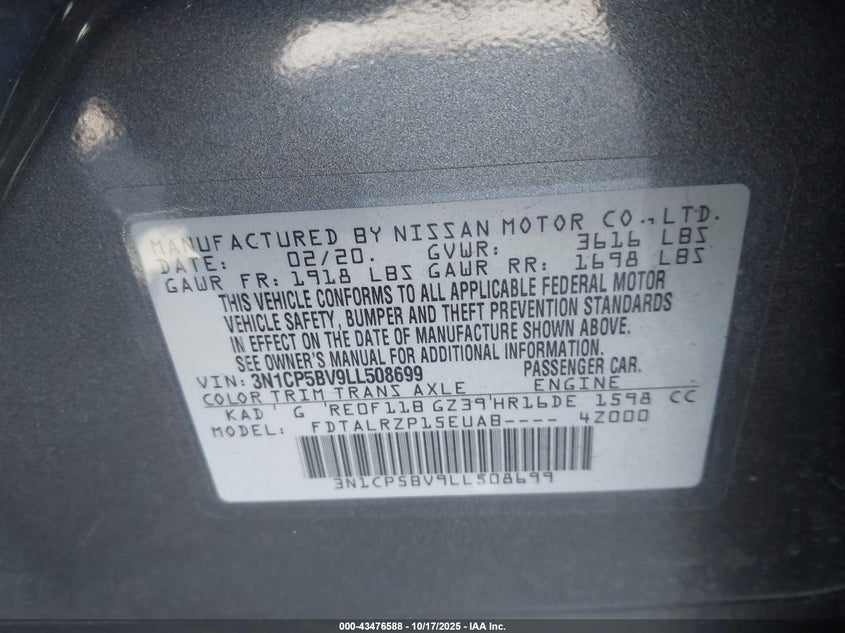 MANUFACTURED BY NISSAN MOTOR CO., LTD.
DATE: 02/20. GVWR: 3616 LBS
GAWR FR: 1918 LBS GAWR RR: 1698 LBS
THIS VEHICLE CONFORMS TO ALL APPLICABLE FEDERAL MOTOR
VEHICLE SAFETY, BUMPER AND THEFT PREVENTION STANDARDS
IN EFFECT ON THE DATE OF MANUFACTURE SHOWN ABOVE.
SEE OWNER'S MANUAL FOR ADDITIONAL INFORMATION.
VIN: 3N1CP5BV9LL508699 PASSENGER CAR.
COLOR TRIM TRANS AXLE ENGINE
KAD G RE0F11B GZ39 HR16DE 1598 CC
MODEL: FDTALRZP15EUAB---- 4Z000
3N1CP5BV9LL508699
000-43476588 - 10/17/2025 - IAA Inc.